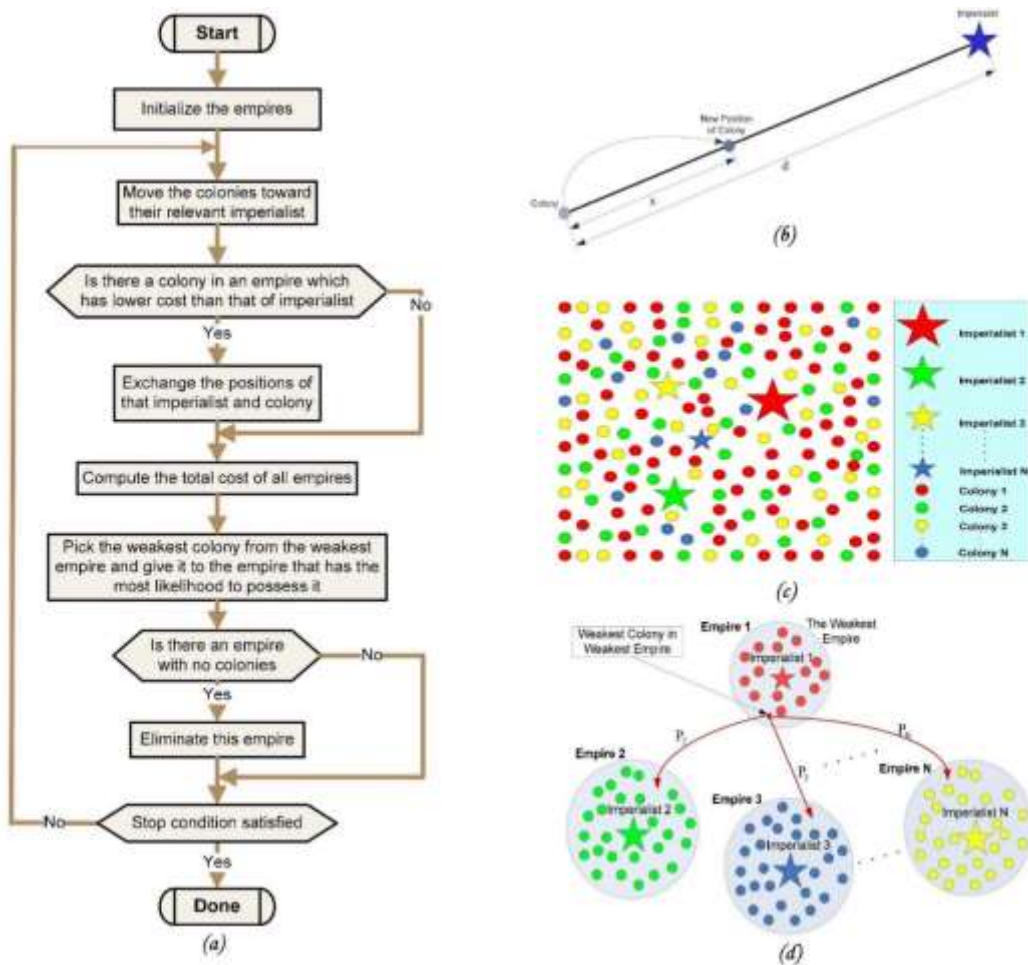 Start
Initialize the empires
Move the colonies toward
their relevant imperialist
Is there a colony in an empire which
has lower cost than that of imperialist
No
Yes
Exchange the positions of
that imperialist and colony
Compute the total cost of all empires
Pick the weakest colony from the weakest
empire and give it to the empire that has the
most likelihood to possess it
Is there an empire
with no colonies
No
Yes
Eliminate this empire
No
Stop condition satisfied
Yes
Done
(a)
Imperialist
New Position
of Colony
Colony
x
d
(b)
Imperialist 1
Imperialist 2
Imperialist 3
Imperialist N
Colony 1
Colony 2
Colony 3
Colony N
(c)
Weakest Colony in
Weakest Empire
Empire 1
The Weakest
Empire
Imperialist 1
Empire 2
Imperialist 2
Empire 3
Imperialist 3
Empire N
Imperialist N
(d)